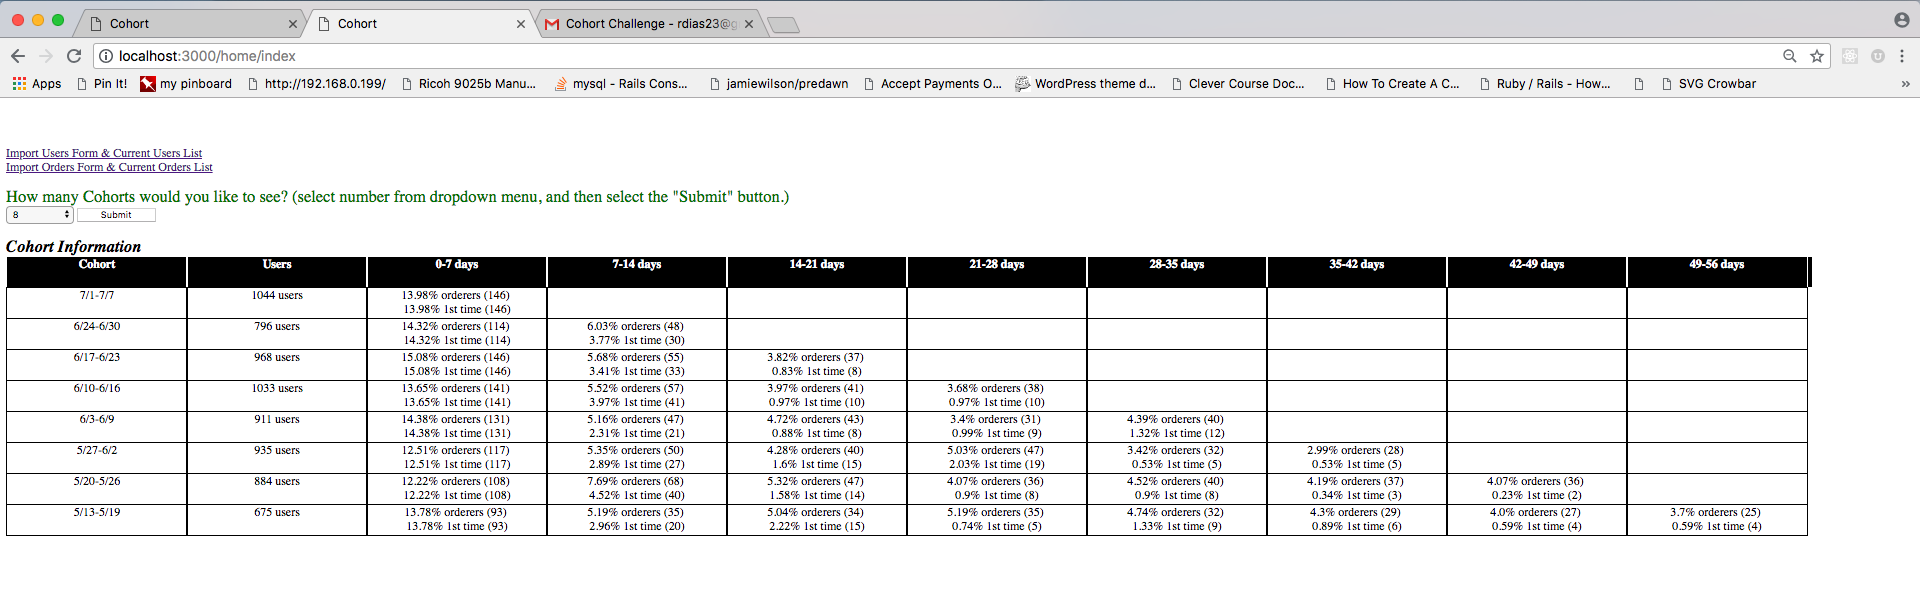 Cohort
Cohort
Cohort Challenge - rdias23@g
localhost:3000/home/index
Apps Pin It! my pinboard http://192.168.0.199/ Ricoh 9025b Manu... mysql - Rails Cons... jamiewilson/predawn Accept Payments O... WordPress theme d... Clever Course Doc... How To Create A C... Ruby / Rails - How... SVG Crowbar »
Import Users Form & Current Users List
Import Orders Form & Current Orders List
How many Cohorts would you like to see? (select number from dropdown menu, and then select the "Submit" button.)
8 Submit
Cohort Information
Cohort Users 0-7 days 7-14 days 14-21 days 21-28 days 28-35 days 35-42 days 42-49 days 49-56 days
7/1-7/7 1044 users 13.98% orderers (146)
13.98% 1st time (146)
6/24-6/30 796 users 14.32% orderers (114) 6.03% orderers (48)
14.32% 1st time (114) 3.77% 1st time (30)
6/17-6/23 968 users 15.08% orderers (146) 5.68% orderers (55) 3.82% orderers (37)
15.08% 1st time (146) 3.41% 1st time (33) 0.83% 1st time (8)
6/10-6/16 1033 users 13.65% orderers (141) 5.52% orderers (57) 3.97% orderers (41) 3.68% orderers (38)
13.65% 1st time (141) 3.97% 1st time (41) 0.97% 1st time (10) 0.97% 1st time (10)
6/3-6/9 911 users 14.38% orderers (131) 5.16% orderers (47) 4.72% orderers (43) 3.4% orderers (31) 4.39% orderers (40)
14.38% 1st time (131) 2.31% 1st time (21) 0.88% 1st time (8) 0.99% 1st time (9) 1.32% 1st time (12)
5/27-6/2 935 users 12.51% orderers (117) 5.35% orderers (50) 4.28% orderers (40) 5.03% orderers (47) 3.42% orderers (32) 2.99% orderers (28)
12.51% 1st time (117) 2.89% 1st time (27) 1.6% 1st time (15) 2.03% 1st time (19) 0.53% 1st time (5) 0.53% 1st time (5)
5/20-5/26 884 users 12.22% orderers (108) 7.69% orderers (68) 5.32% orderers (47) 4.07% orderers (36) 4.52% orderers (40) 4.19% orderers (37) 4.07% orderers (36)
12.22% 1st time (108) 4.52% 1st time (40) 1.58% 1st time (14) 0.9% 1st time (8) 0.9% 1st time (8) 0.34% 1st time (3) 0.23% 1st time (2)
5/13-5/19 675 users 13.78% orderers (93) 5.19% orderers (35) 5.04% orderers (34) 5.19% orderers (35) 4.74% orderers (32) 4.3% orderers (29) 4.0% orderers (27) 3.7% orderers (25)
13.78% 1st time (93) 2.96% 1st time (20) 2.22% 1st time (15) 0.74% 1st time (5) 1.33% 1st time (9) 0.89% 1st time (6) 0.59% 1st time (4) 0.59% 1st time (4)